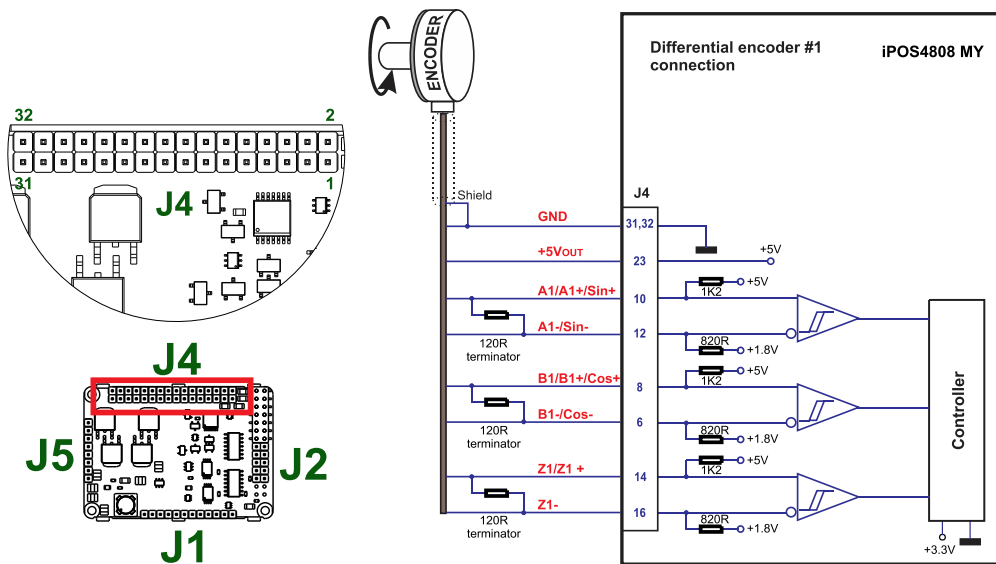 32
2
31
1
J4
J4
J5
J2
J1
ENCODER
Shield
Differential encoder #1
connection
iPOS4808 MY
J4
GND
31,32
+5VOUT
23
+5V
A1/A1+/Sin+
10
+5V
1K2
A1-/Sin-
12
120R
terminator
820R
+1.8V
B1/B1+/Cos+
8
+5V
1K2
B1-/Cos-
6
120R
terminator
820R
+1.8V
Z1/Z1 +
14
+5V
1K2
Z1-
16
120R
terminator
820R
+1.8V
Controller
+3.3V